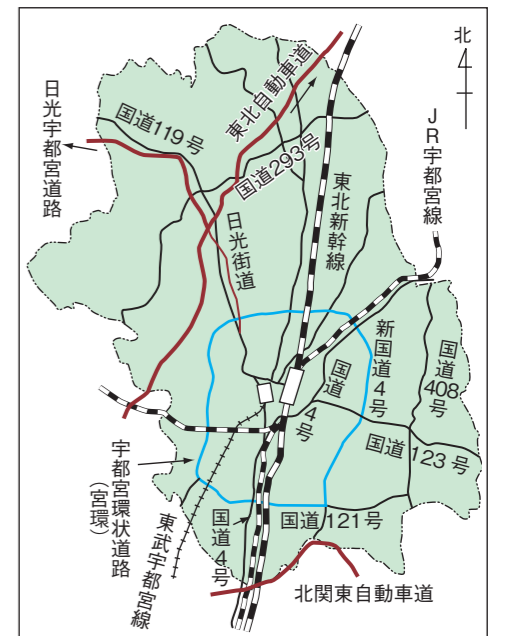 北
日光宇都宮道路
国道119号
東北自動車道
国道293号
日光街道
東北新幹線
JR宇都宮線
新国道4号
国道4号
国道408号
国道123号
宇都宮環状道路
（宮環）
東武宇都宮線
国道4号
国道121号
北関東自動車道